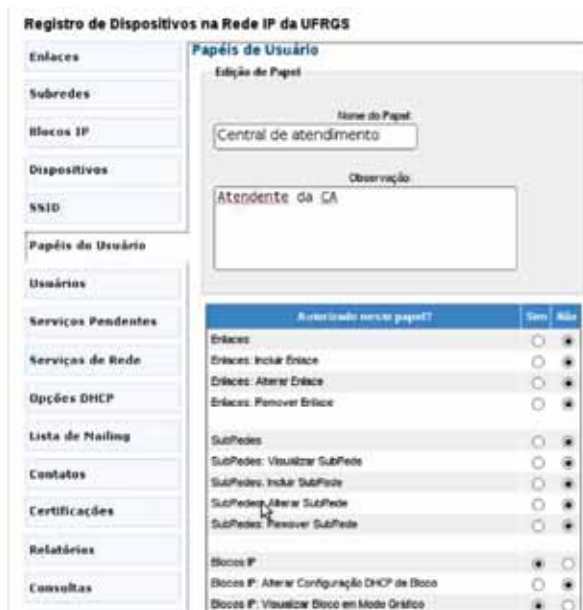 Registro de Dispositivos na Rede IP da UFRGS
Enlaces
Subredes
Blocos IP
Dispositivos
SSID
Papéis do Usuário
Usuários
Serviços Pendentes
Serviços de Rede
Opções DHCP
Lista de Mailing
Contatos
Certificações
Relatórios
Consultas
Papéis de Usuário
Edição de Papel
Nome do Papel:
Central de atendimento
Observação:
Atendente da CA
Autorizado neste papel? Sim Não
Enlaces
Enlaces: Incluir Enlace
Enlaces: Alterar Enlace
Enlaces: Remover Enlace
SubRedes
SubRedes: Visualizar SubRede
SubRedes: Incluir SubRede
SubRedes: Alterar SubRede
SubRedes: Remover SubRede
Blocos IP
Blocos IP: Alterar Configuração DHCP de Bloco
Blocos IP: Visualizar Bloco em Modo Gráfico